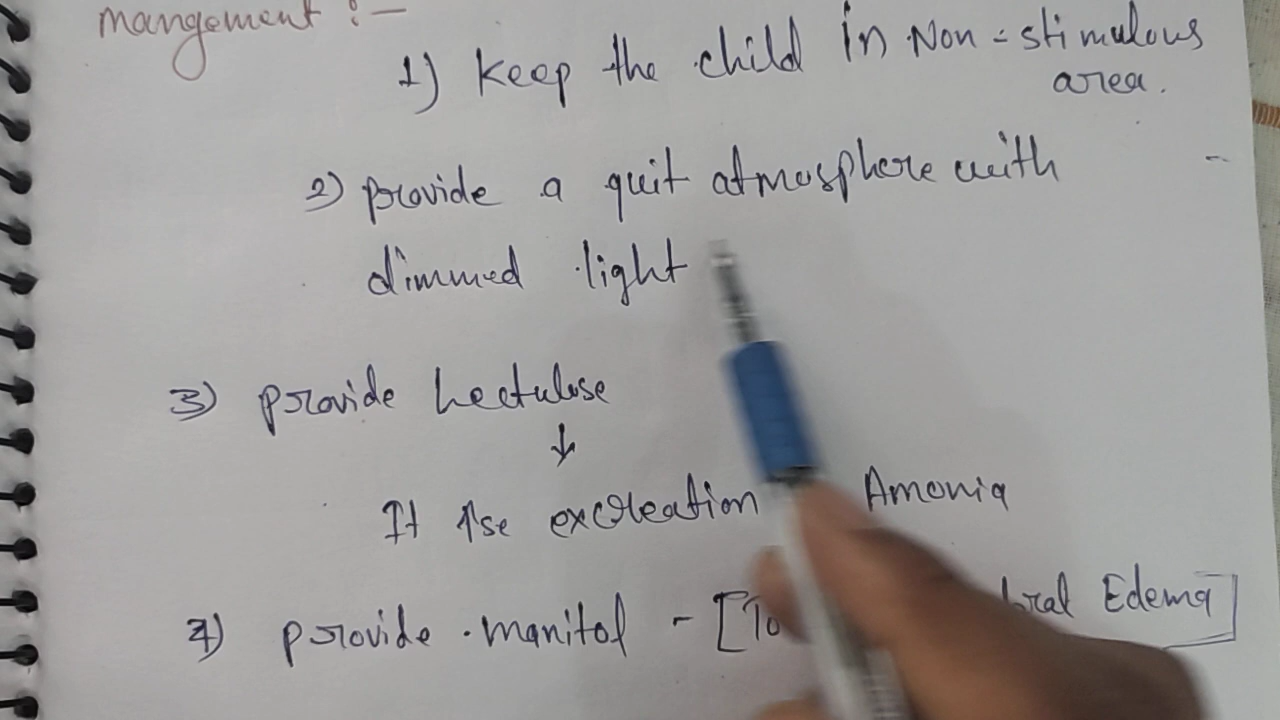 mangement :-
1) Keep the child in Non-stimulous
area.
2) provide a quit atmosphere with
dimmed light
3) provide Lectulose
↓
It ↑se excreation Amonia
4) provide manitol - [To Edema]